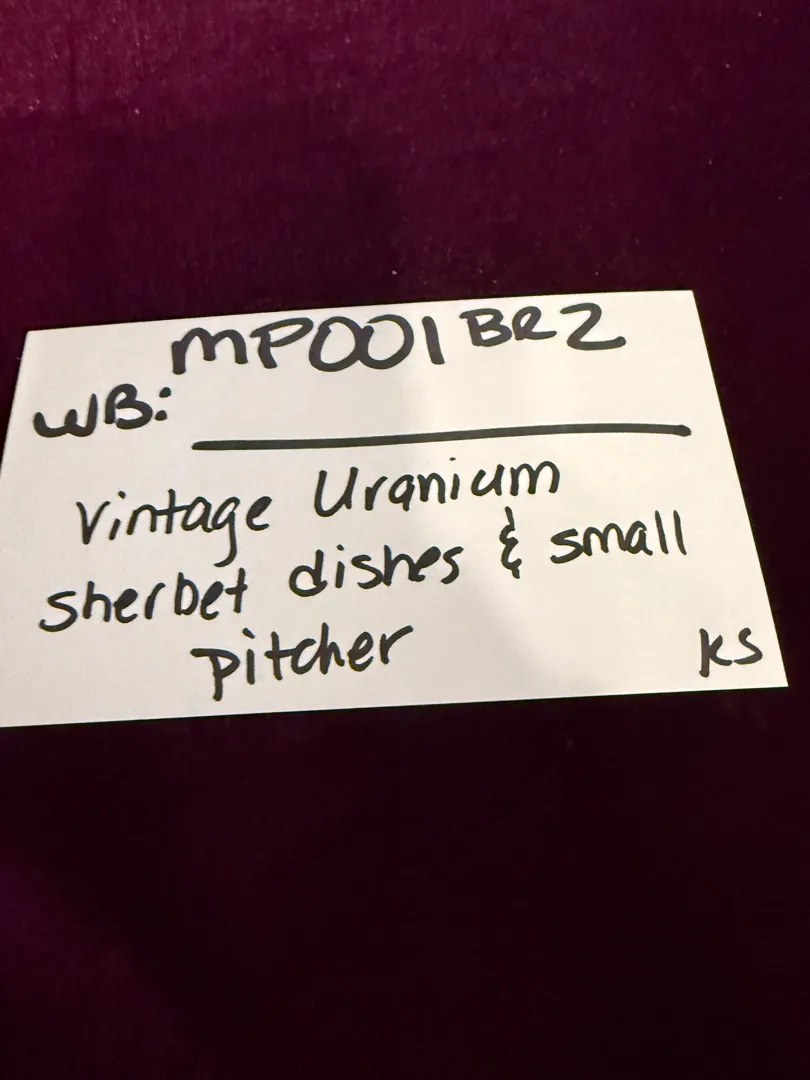 MP001BR2
WB:
Vintage Uranium
sherbet dishes & small
pitcher
KS